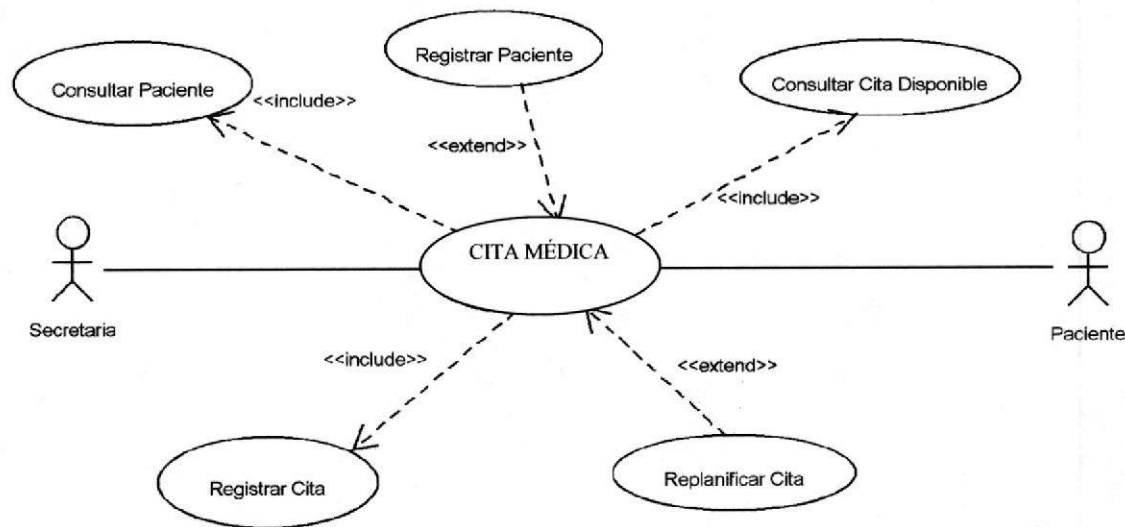 Registrar Paciente
Consultar Paciente
<<include>>
Consultar Cita Disponible
<<extend>>
<<include>>
CITA MÉDICA
Secretaria
Paciente
<<include>>
<<extend>>
Registrar Cita
Replanificar Cita